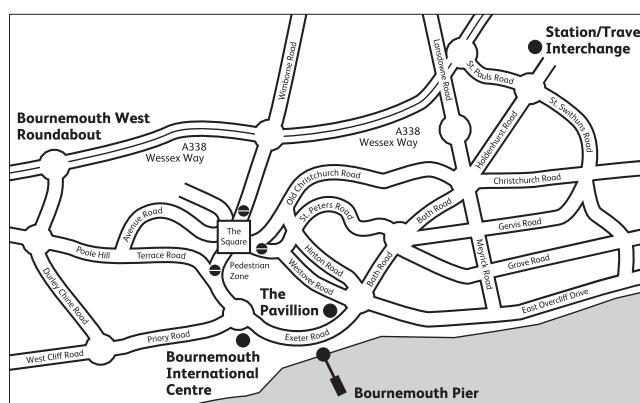 Station/Trave
Interchange
Wimborne Road
Lansdowne Road
St. Pauls Road
St. Swithuns Road
Bournemouth West
Roundabout
A338
Wessex Way
A338
Wessex Way
Holdenhurst Road
Old Christchurch Road
Christchurch Road
St. Peters Road
Bath Road
Avenue Road
The
Square
Gervis Road
Poole Hill
Terrace Road
Pedestrian
Zone
Hinton Road
Westover Road
Bath Road
Meyrick Road
Grove Road
Durley Chine Road
The
Pavillion
East Overcliff Drive
Priory Road
Exeter Road
West Cliff Road
Bournemouth
International
Centre
Bournemouth Pier